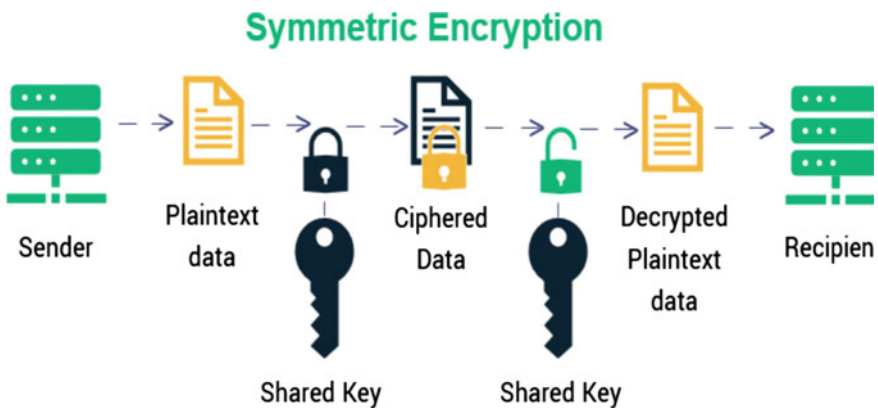 Symmetric Encryption
Sender
Plaintext
data
Shared Key
Ciphered
Data
Shared Key
Decrypted
Plaintext
data
Recipien